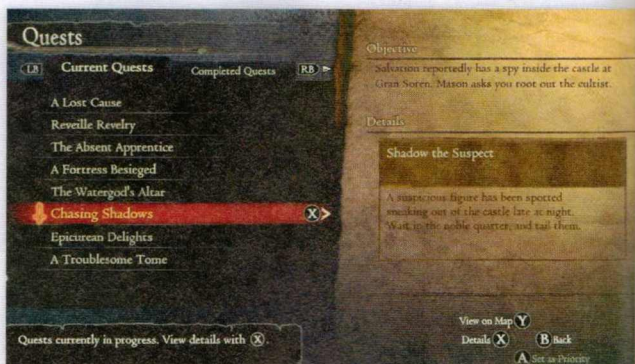 Quests
LB Current Quests Completed Quests RB
A Lost Cause
Reveille Revelry
The Absent Apprentice
A Fortress Besieged
The Watergod's Altar
Chasing Shadows X
Epicurean Delights
A Troublesome Tome
Quests currently in progress. View details with X.
Objective
Salvation reportedly has a spy inside the castle at
Gran Soren. Mason asks you root out the cultist.
Details
Shadow the Suspect
A suspicious figure has been spotted
sneaking out of the castle late at night.
Wait in the noble quarter, and tail them.
View on Map Y
Details X B Back
A Set as Priority